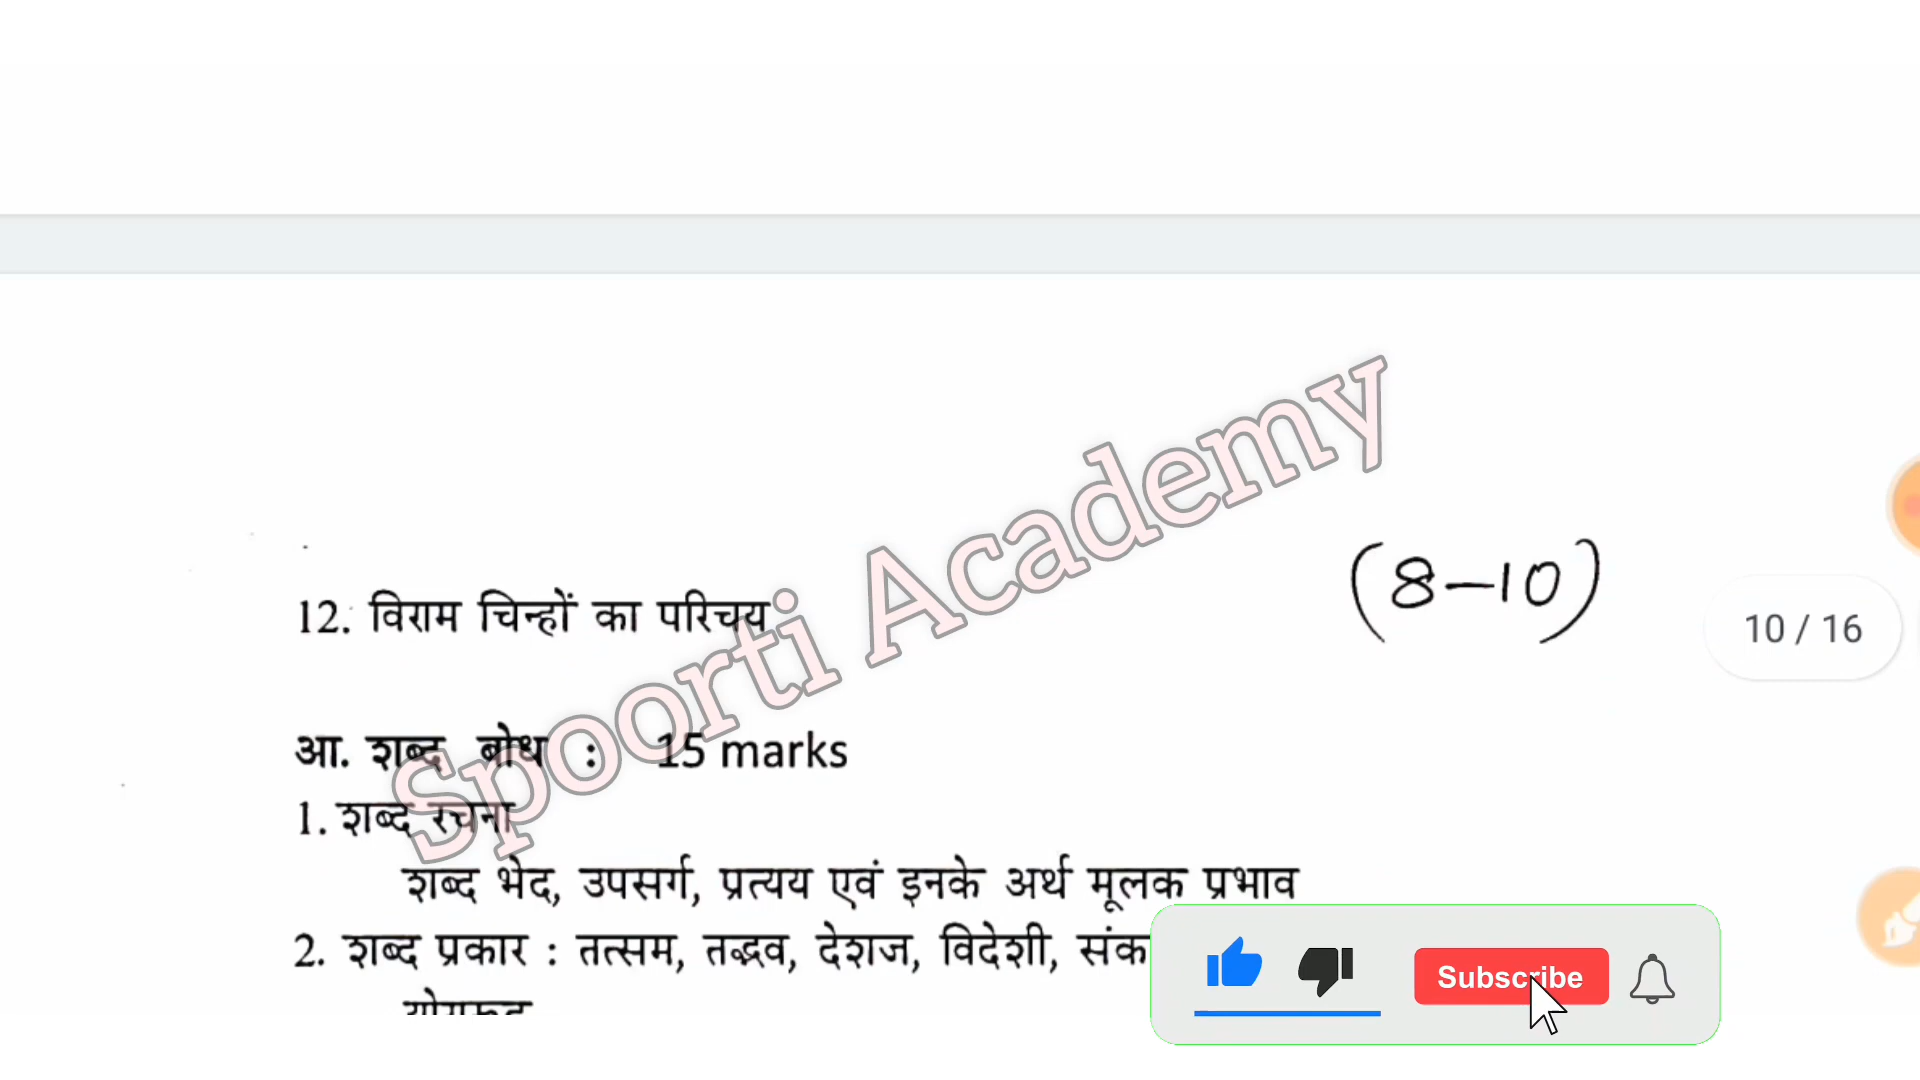 Spoorti Academy
(8-10)
12. विराम चिन्हों का परिचय
10 / 16
आ. शब्द बोध : 15 marks
1. शब्द रचना
शब्द भेद, उपसर्ग, प्रत्यय एवं इनके अर्थ मूलक प्रभाव
2. शब्द प्रकार : तत्सम, तद्भव, देशज, विदेशी,
Subscribe